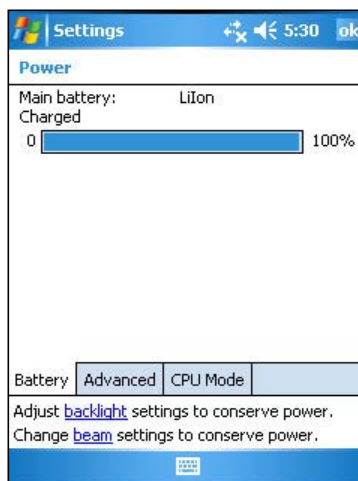 Settings 5:30 ok
Power
Main battery: LiIon
Charged
0 100%
Battery Advanced CPU Mode
Adjust backlight settings to conserve power.
Change beam settings to conserve power.